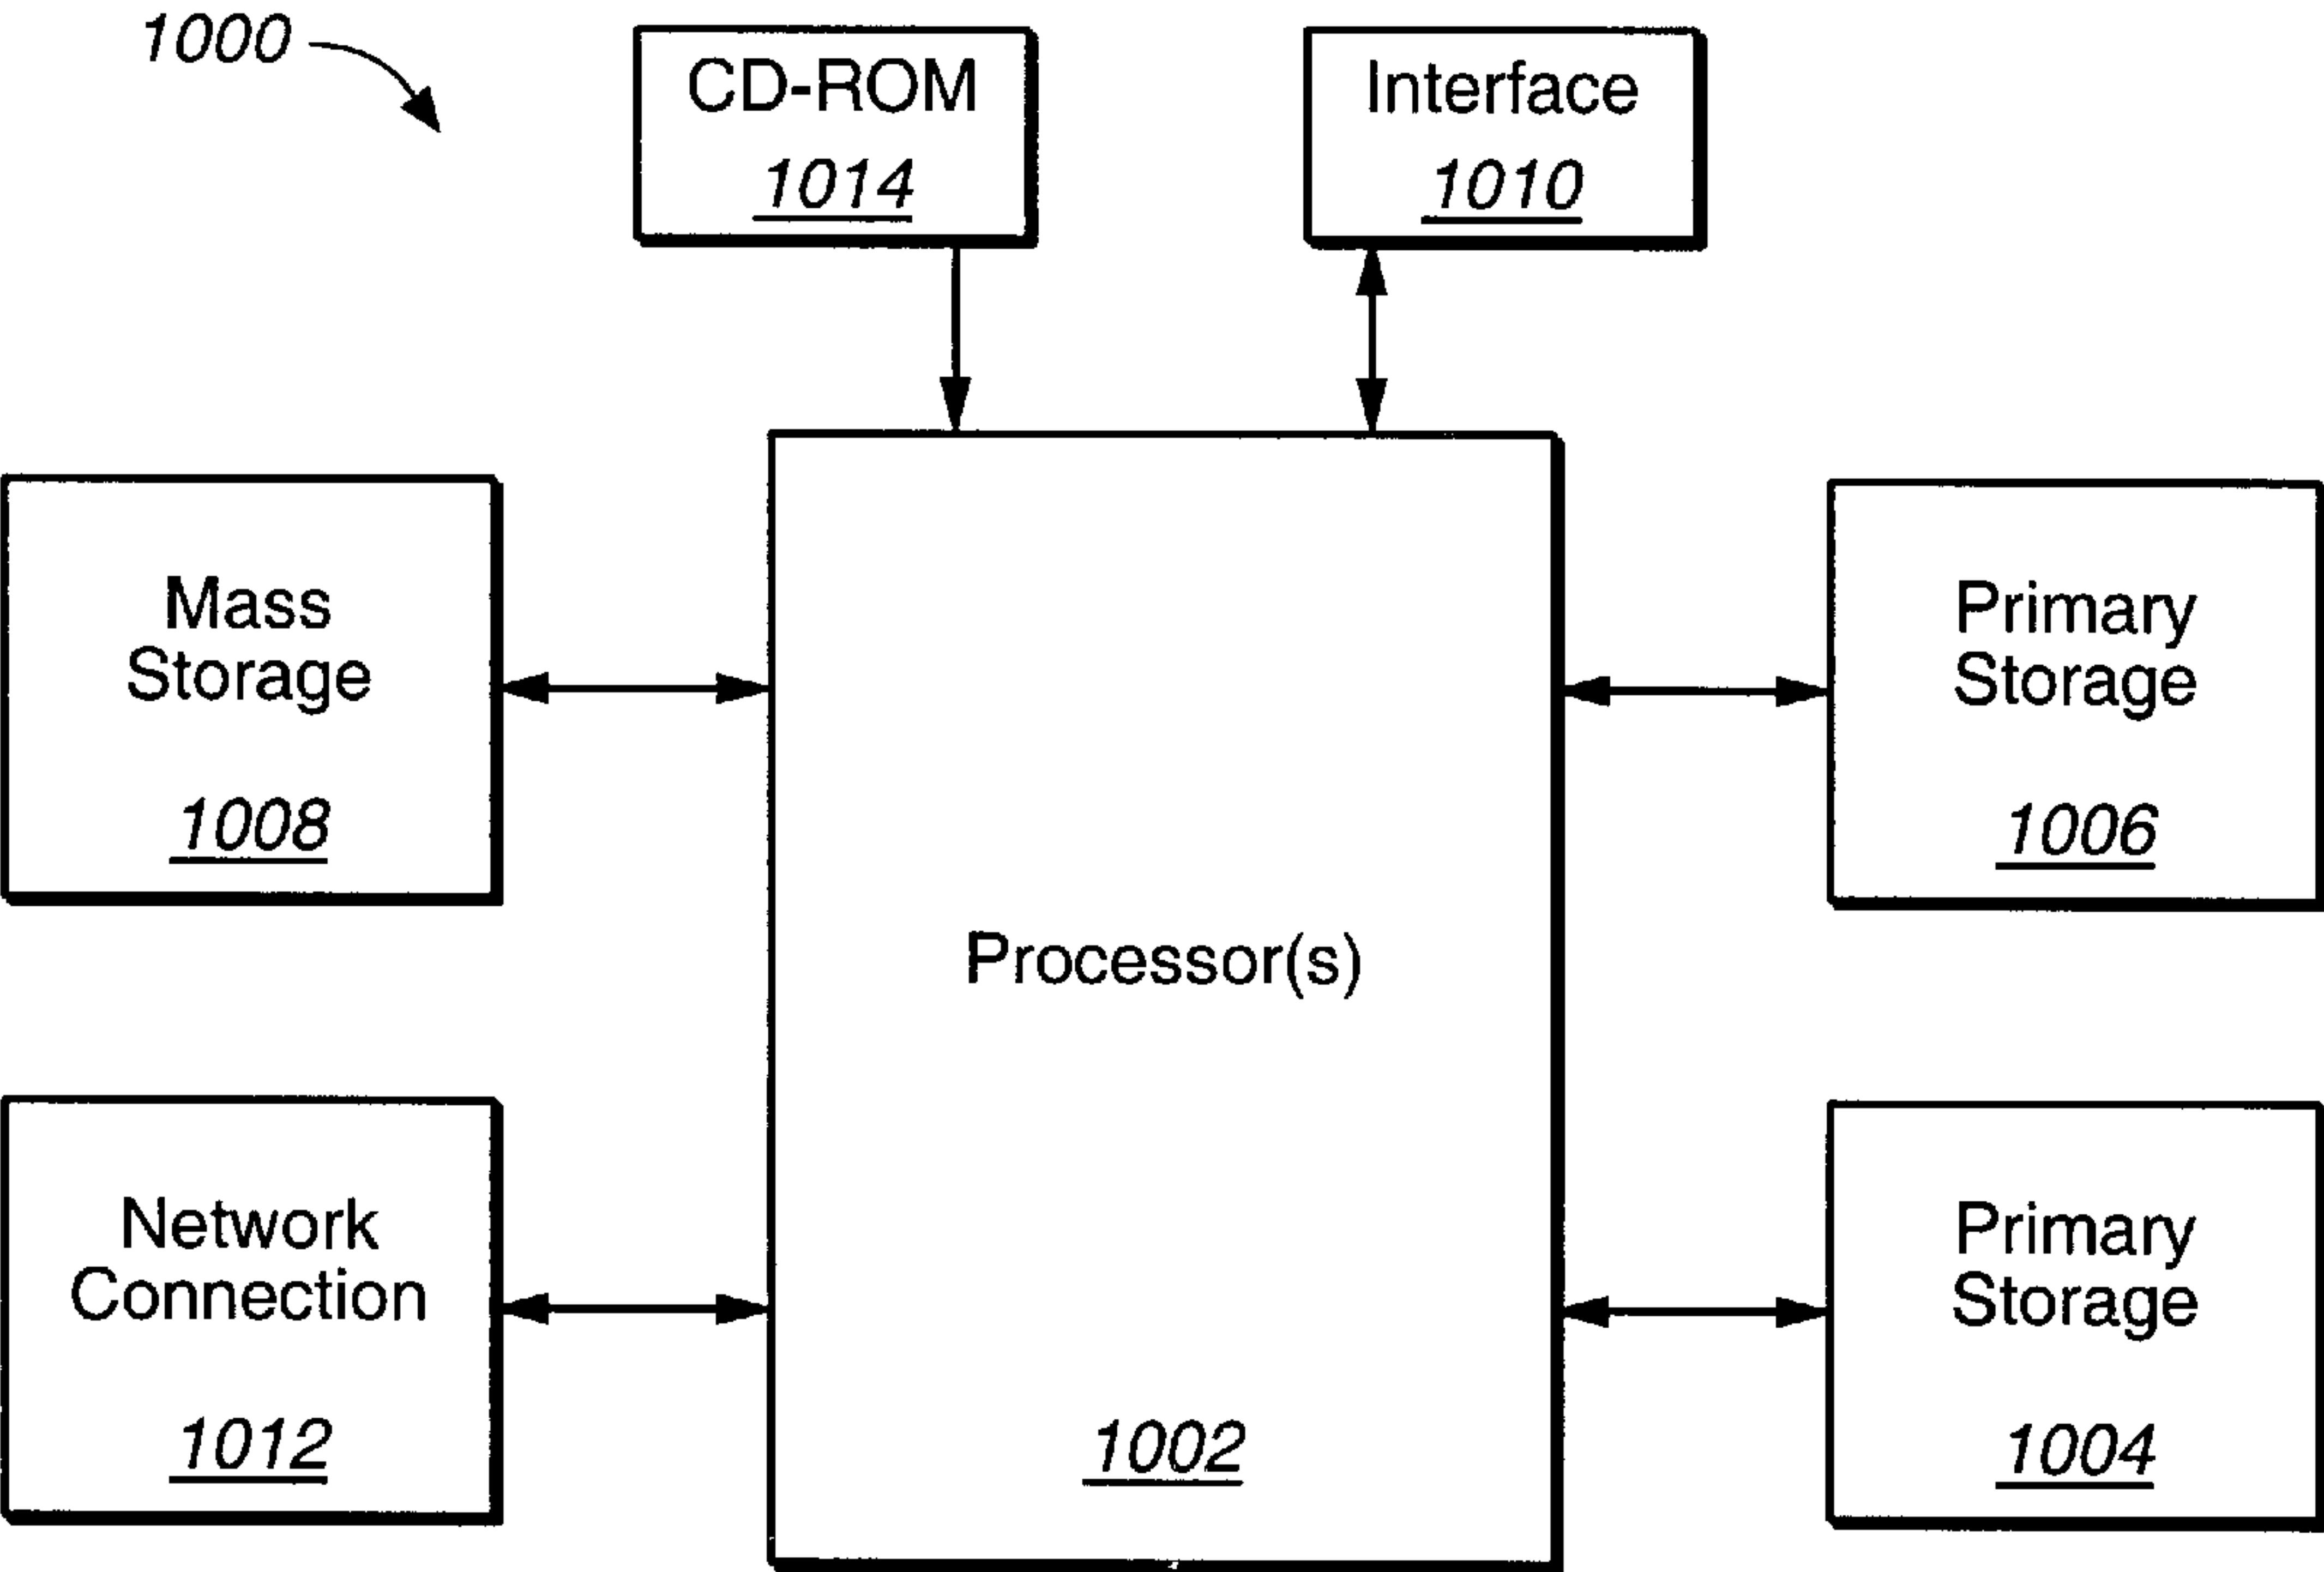 1000
CD-ROM
1014
Interface
1010
Mass
Storage
1008
Primary
Storage
1006
Processor(s)
1002
Network
Connection
1012
Primary
Storage
1004